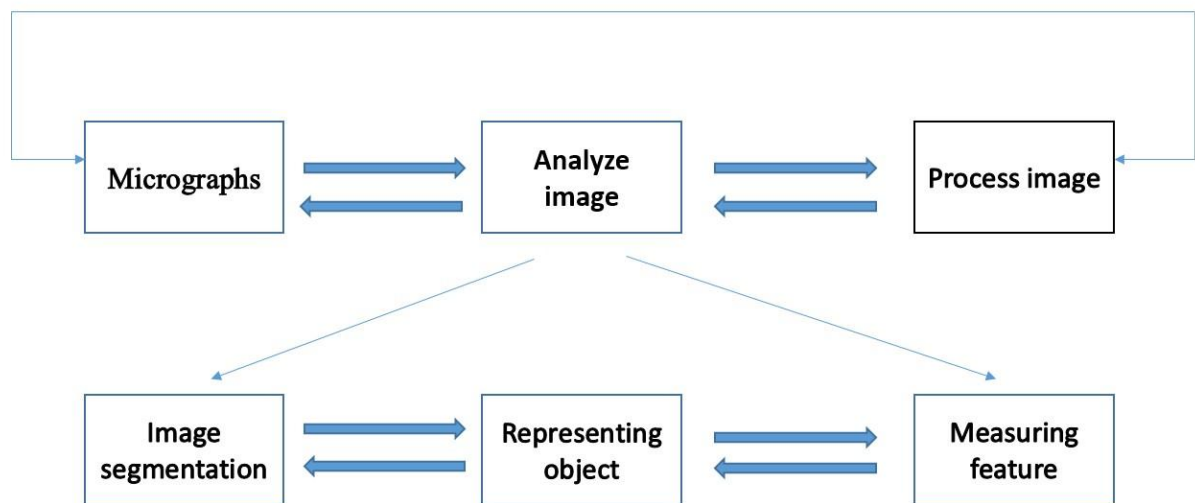 Micrographs
Analyze
image
Process image
Image
segmentation
Representing
object
Measuring
feature